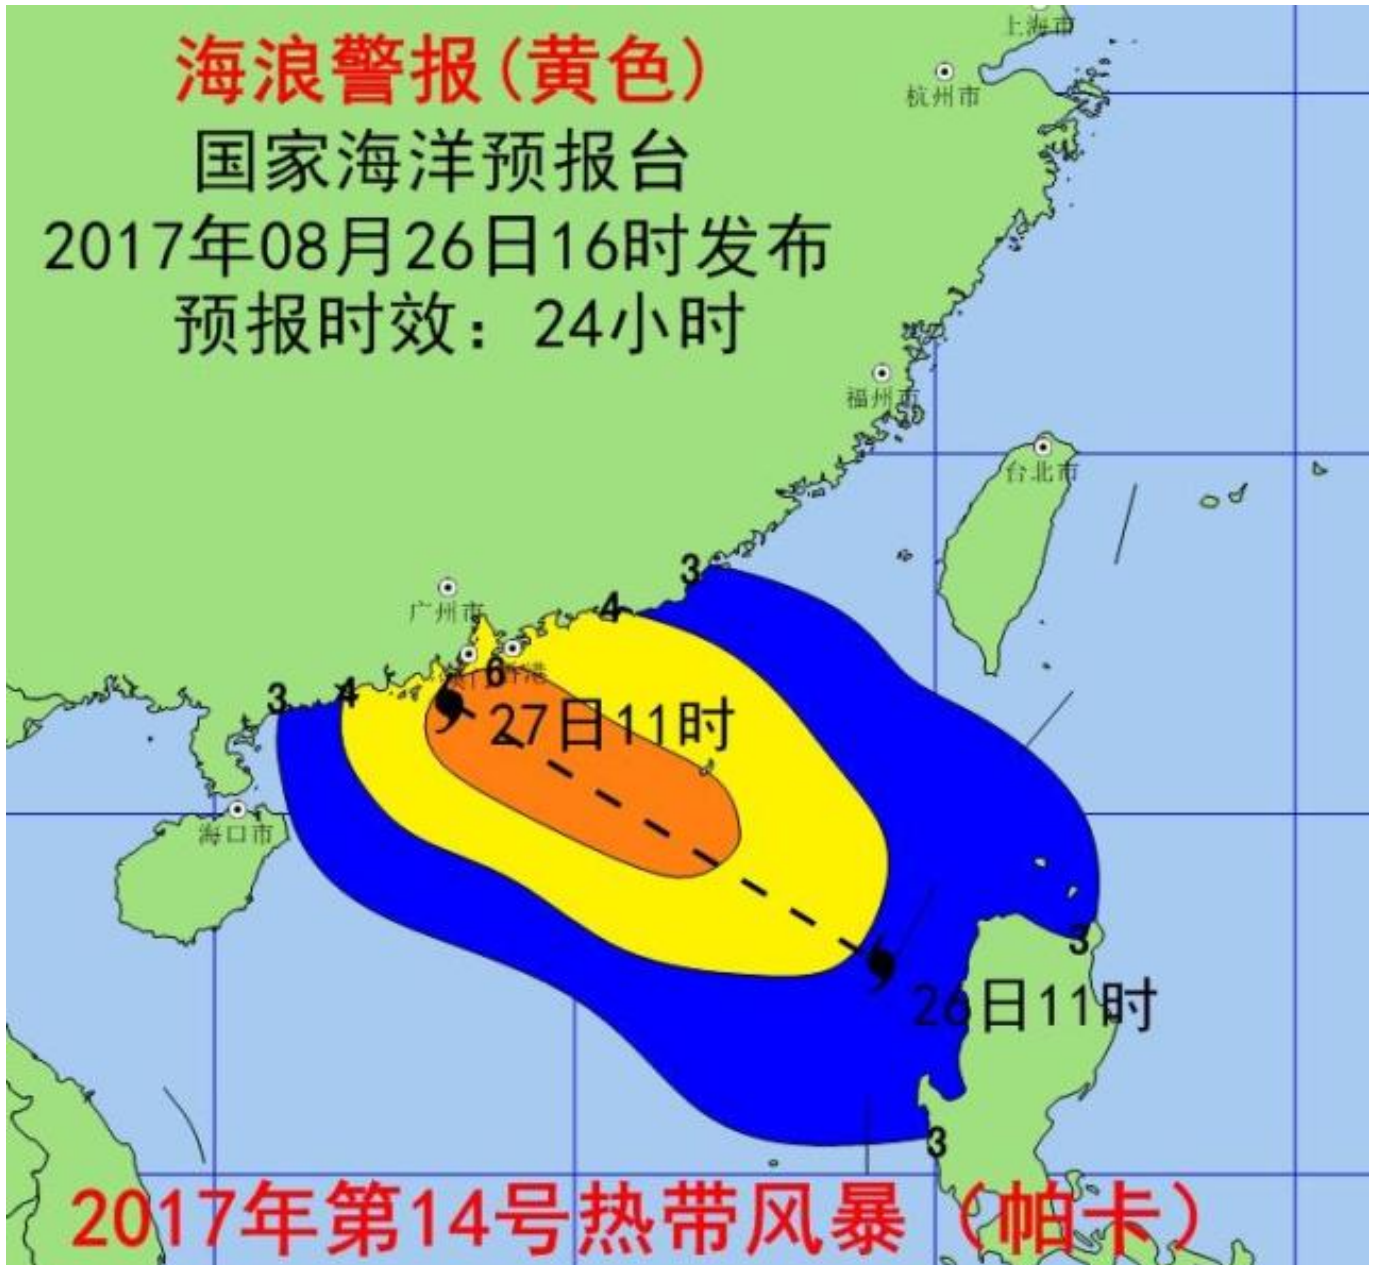 上海市
海浪警报(黄色)
杭州市
国家海洋预报台
2017年08月26日16时发布
预报时效：24小时
福州市
台北市
3
4
广州市
6
香港
3
4
27日11时
海口市
3
26日11时
3
2017年第14号热带风暴（帕卡）